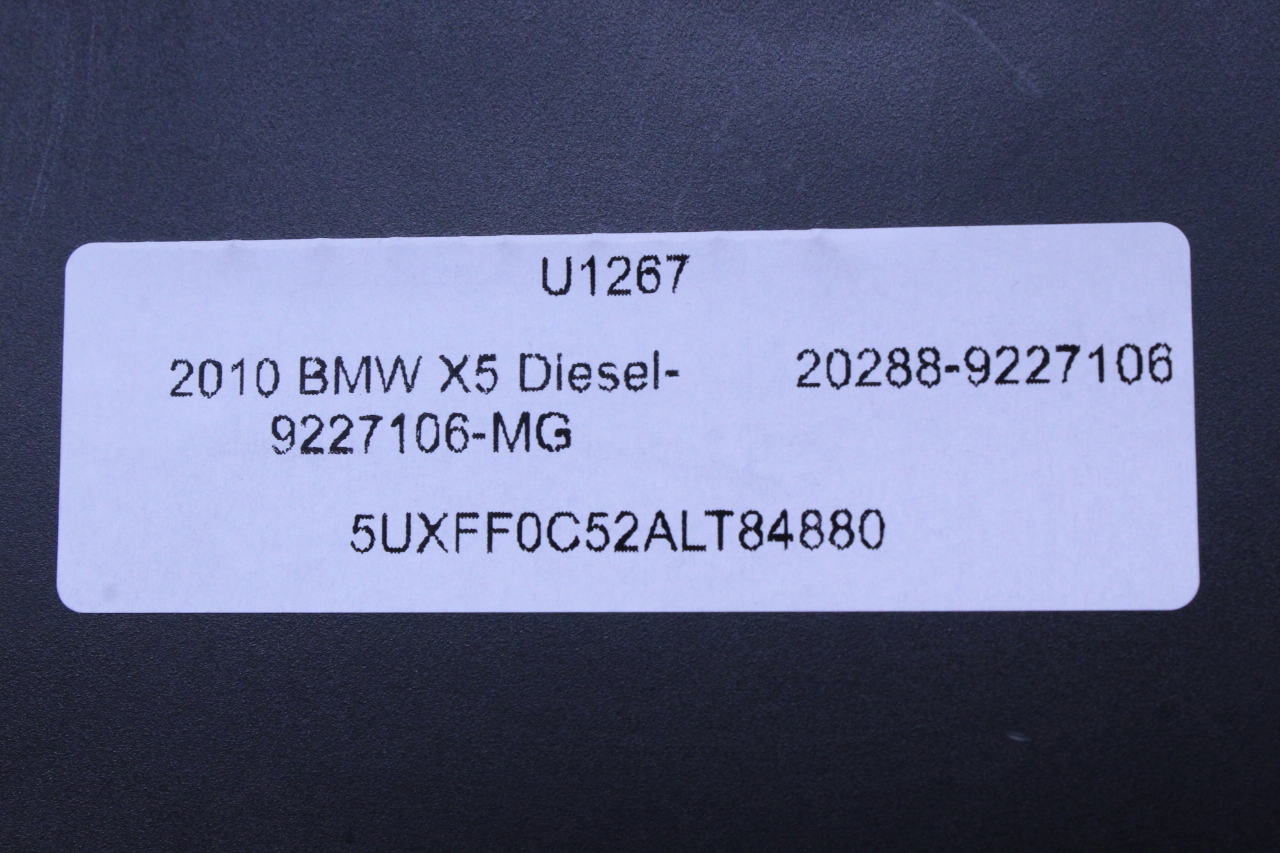 U1267
2010 BMW X5 Diesel- 20288-9227106
9227106-MG
5UXFF0C52ALT84880